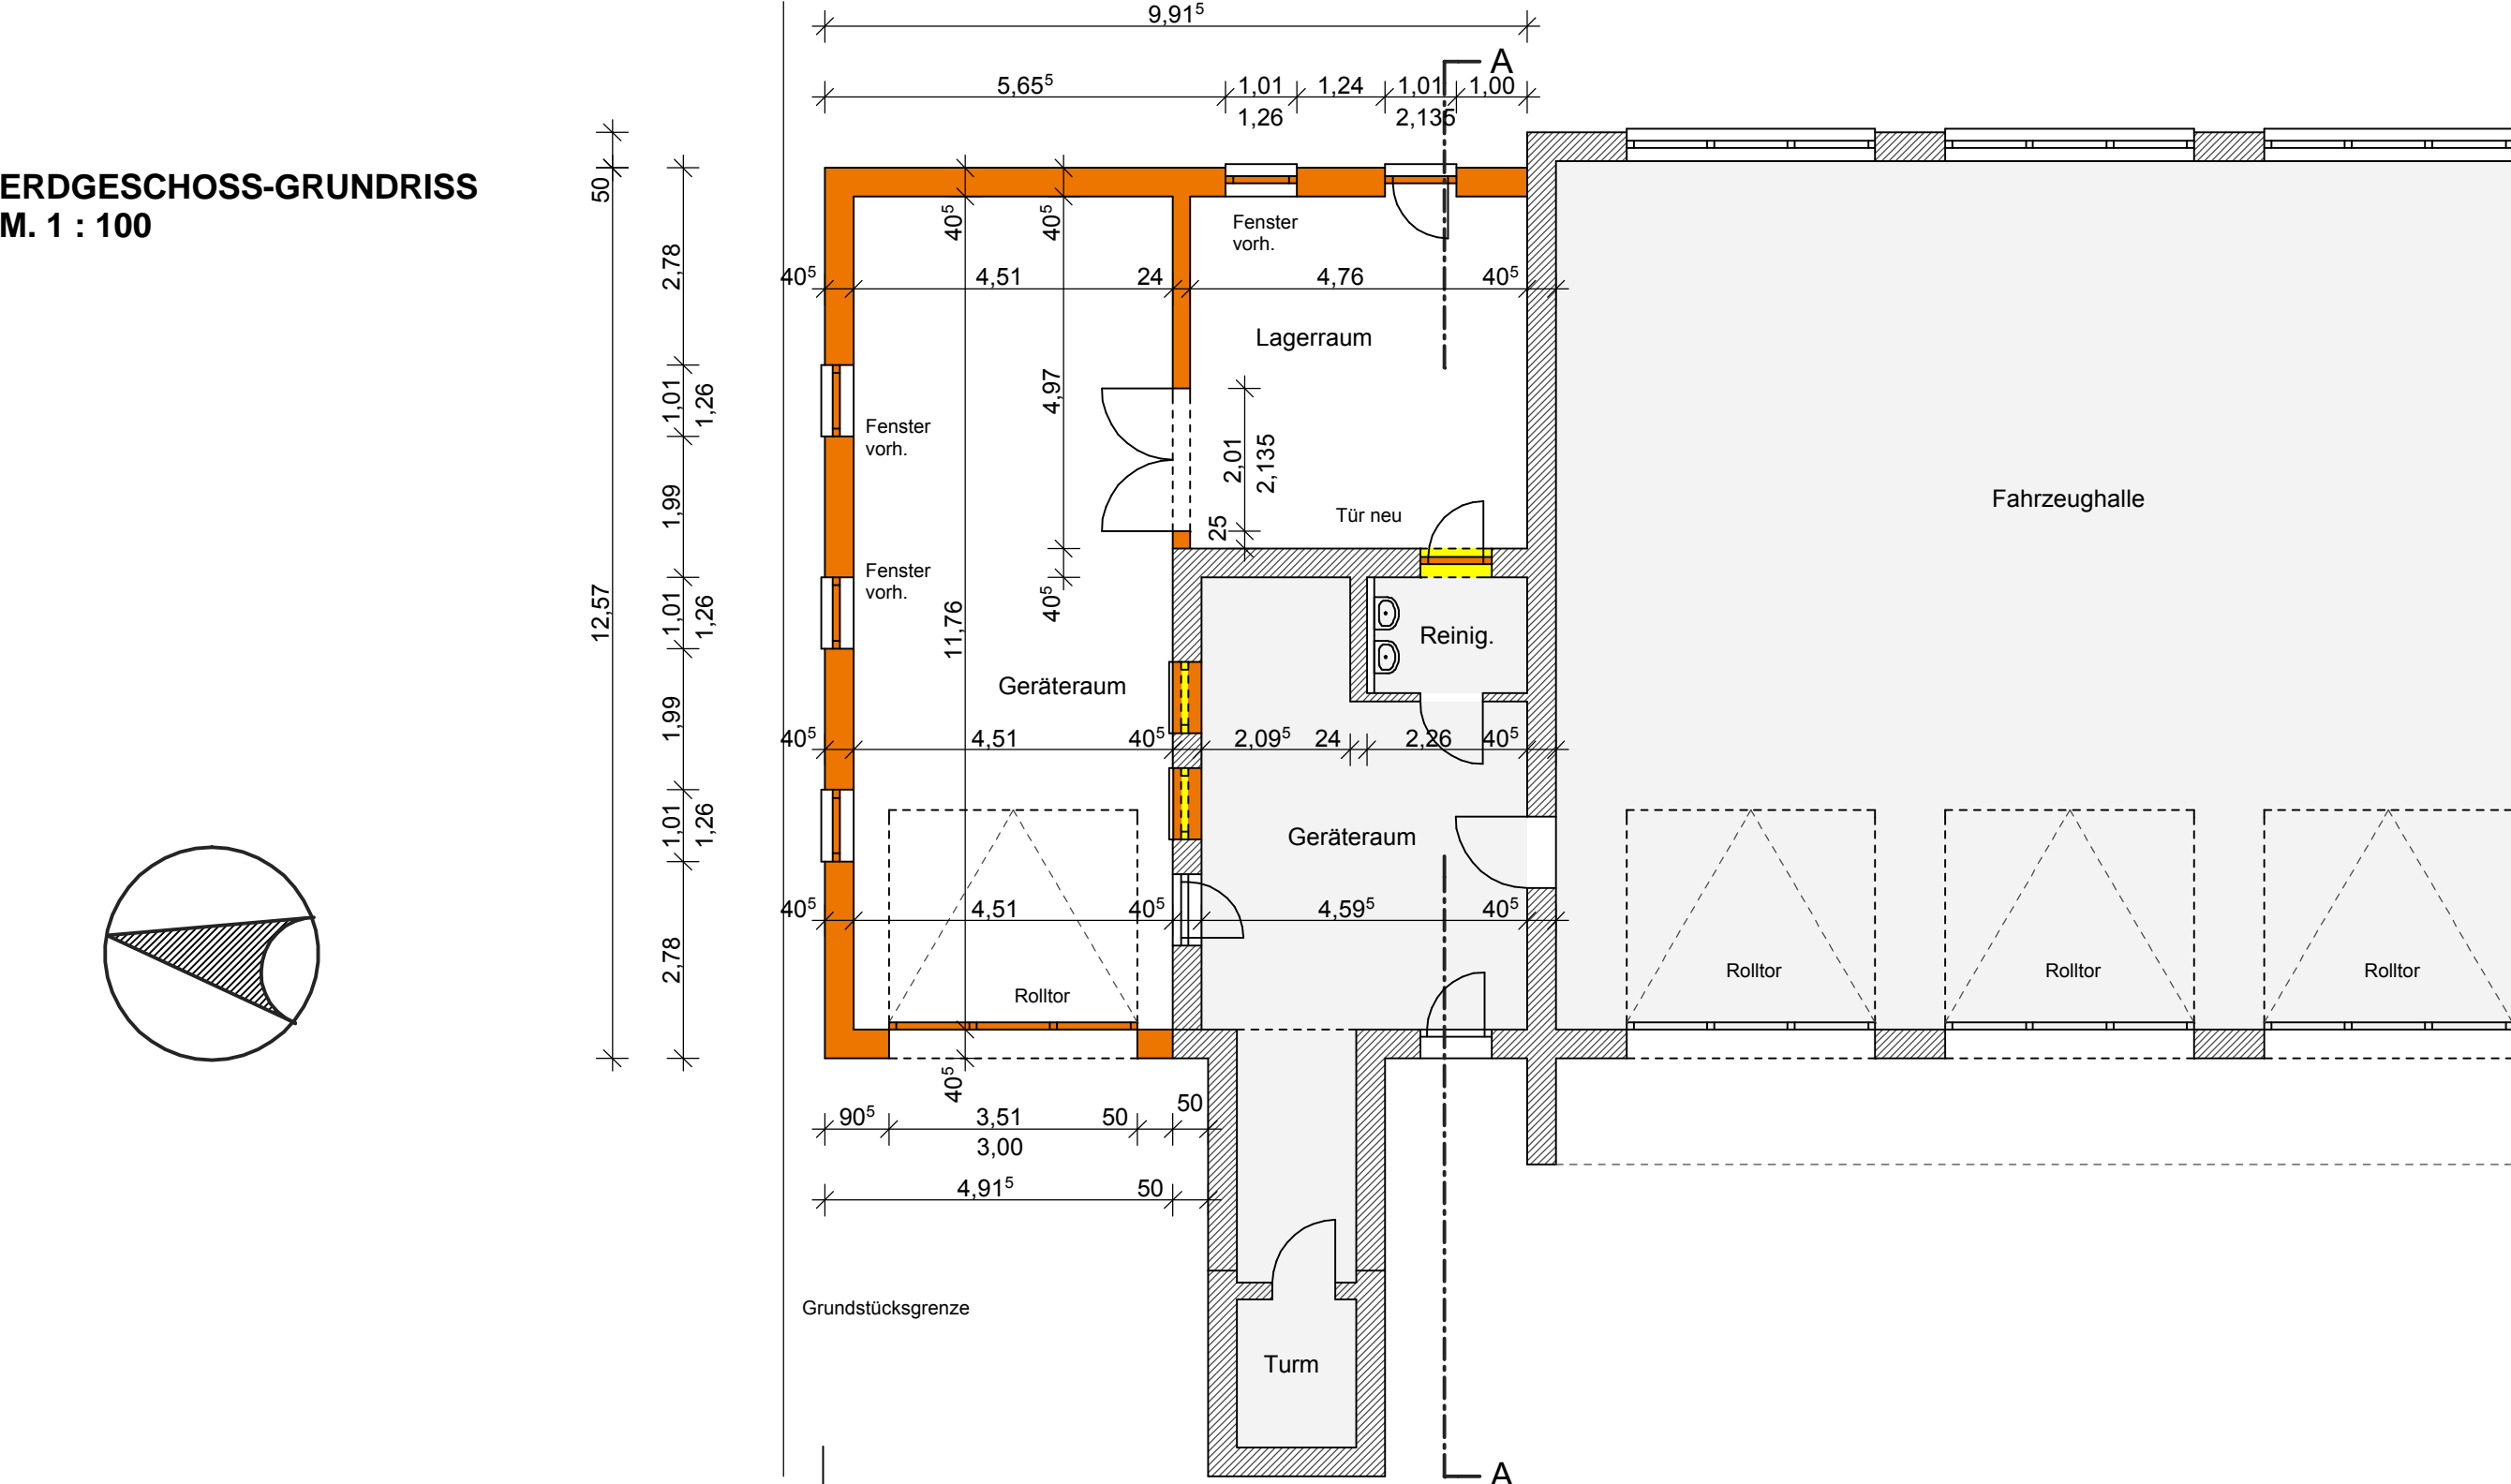 9,91⁵
A
5,65⁵ 1,01 1,24 1,01 1,00
1,26 2,135
ERDGESCHOSS-GRUNDRISS
M. 1 : 100
50
2,78
40⁵ 40⁵
Fenster
vorh.
40⁵ 4,51 24 4,76 40⁵
Lagerraum
1,01
1,26
4,97
Fenster
vorh.
2,01
2,135
1,99
Fahrzeughalle
Tür neu
25
Fenster
vorh.
12,57
1,01
1,26
40⁵
11,76
Reinig.
Geräteraum
1,99
40⁵ 4,51 40⁵ 2,09⁵ 24 2,26 40⁵
1,01
1,26
Geräteraum
40⁵ 4,51 40⁵ 4,59⁵ 40⁵
2,78
Rolltor Rolltor Rolltor
Rolltor
40⁵
50
90⁵ 3,51 50
3,00
4,91⁵ 50
Grundstücksgrenze
Turm
A